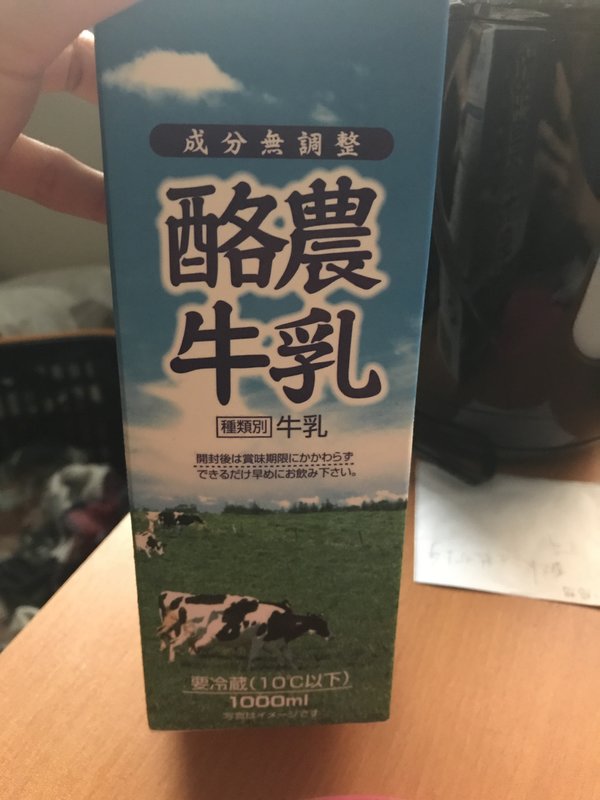 成分無調整
酪農
牛乳
種類別 牛乳
開封後は賞味期限にかかわらず
できるだけ早めにお飲み下さい。
要冷蔵(10℃以下)
1000ml
写真はイメージです